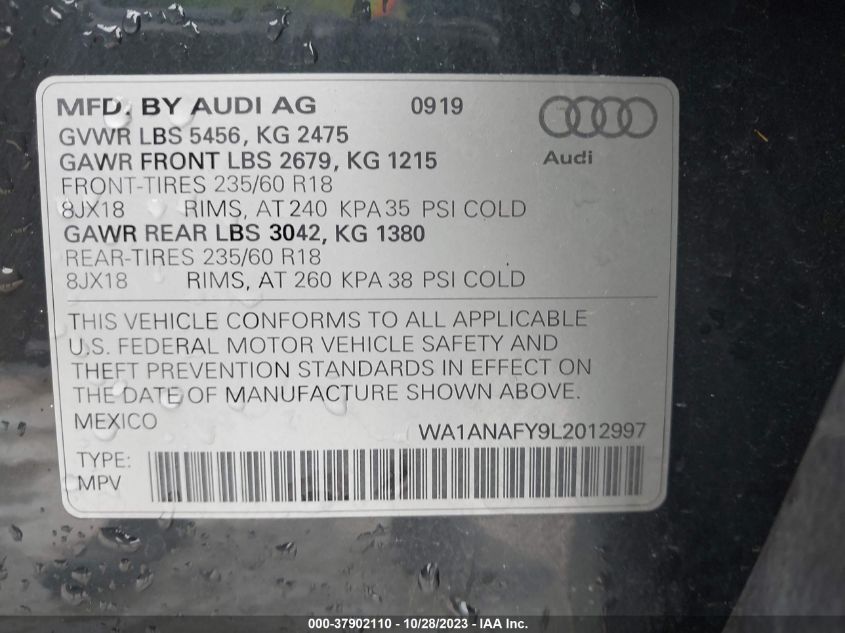 MFD. BY AUDI AG 0919
GVWR LBS 5456, KG 2475
GAWR FRONT LBS 2679, KG 1215
Audi
FRONT-TIRES 235/60 R18
8JX18 RIMS, AT 240 KPA 35 PSI COLD
GAWR REAR LBS 3042, KG 1380
REAR-TIRES 235/60 R18
8JX18 RIMS, AT 260 KPA 38 PSI COLD
THIS VEHICLE CONFORMS TO ALL APPLICABLE
U.S. FEDERAL MOTOR VEHICLE SAFETY AND
THEFT PREVENTION STANDARDS IN EFFECT ON
THE DATE OF MANUFACTURE SHOWN ABOVE.
MEXICO
WA1ANAFY9L2012997
TYPE:
MPV
000-37902110 - 10/28/2023 - IAA, Inc.